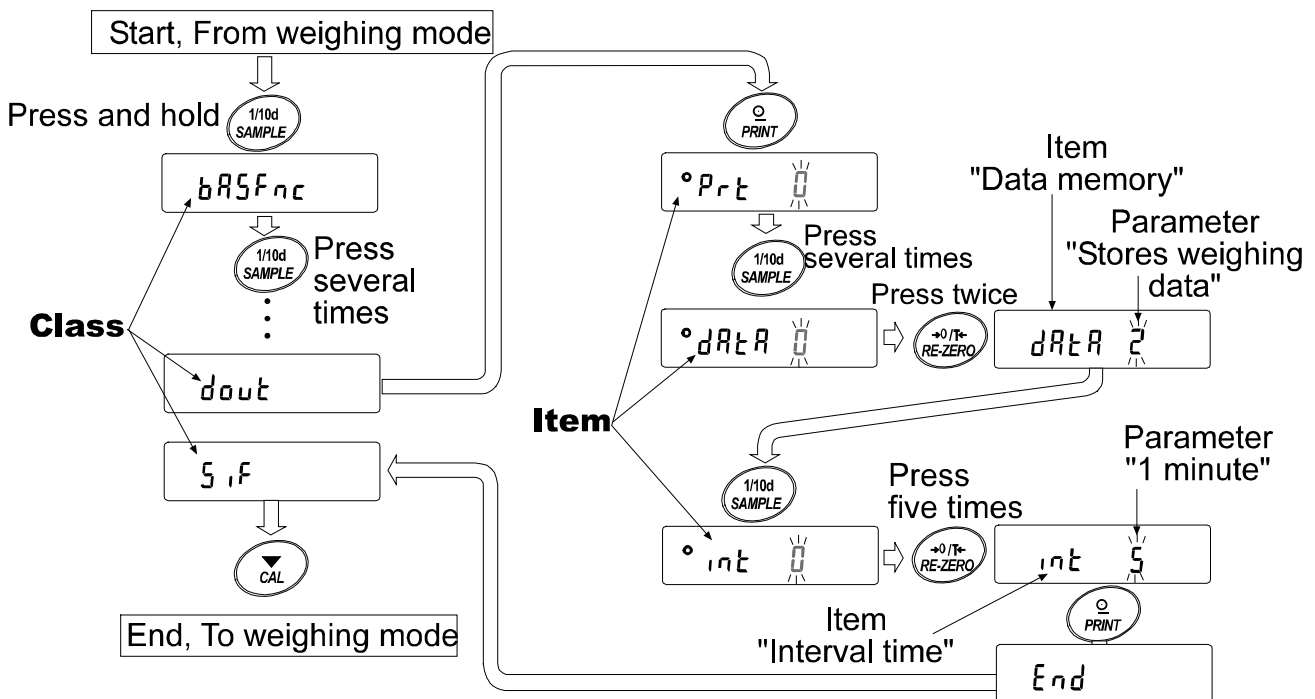 Start, From weighing mode
Press and hold
1/10d
SAMPLE
bASFnc
1/10d
SAMPLE
Press
several
times
Class
dout
S iF
CAL
End, To weighing mode
PRINT
Prt 0
1/10d
SAMPLE
Press
several times
dAtA 0
Press twice
→0/T←
RE-ZERO
Item
"Data memory"
Parameter
"Stores weighing
data"
dAtA 2
Item
1/10d
SAMPLE
int 0
Press
five times
→0/T←
RE-ZERO
Parameter
"1 minute"
int 5
Item
"Interval time"
PRINT
End